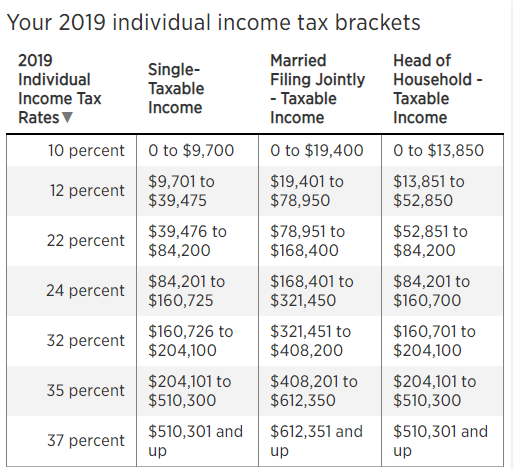 Your 2019 individual income tax brackets
2019
Individual
Income Tax
Rates▼
Single-
Taxable
Income
Married
Filing Jointly
- Taxable
Income
Head of
Household -
Taxable
Income
10 percent
0 to $9,700
0 to $19,400
0 to $13,850
12 percent
$9,701 to
$39,475
$19,401 to
$78,950
$13,851 to
$52,850
22 percent
$39,476 to
$84,200
$78,951 to
$168,400
$52,851 to
$84,200
24 percent
$84,201 to
$160,725
$168,401 to
$321,450
$84,201 to
$160,700
32 percent
$160,726 to
$204,100
$321,451 to
$408,200
$160,701 to
$204,100
35 percent
$204,101 to
$510,300
$408,201 to
$612,350
$204,101 to
$510,300
37 percent
$510,301 and
up
$612,351 and
up
$510,301 and
up